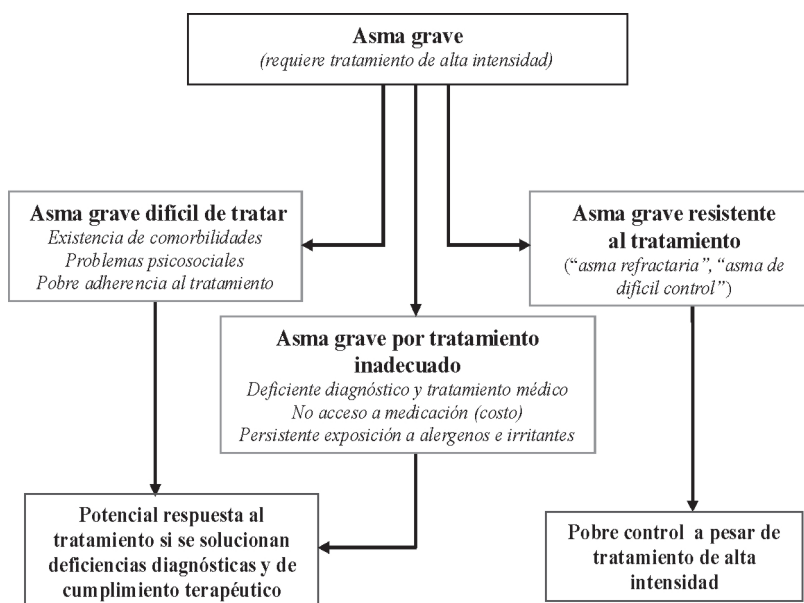 Asma grave
(requiere tratamiento de alta intensidad)
Asma grave difícil de tratar
Existencia de comorbilidades
Problemas psicosociales
Pobre adherencia al tratamiento
Asma grave resistente
al tratamiento
(“asma refractaria”, “asma de
difícil control”)
Asma grave por tratamiento
inadecuado
Deficiente diagnóstico y tratamiento médico
No acceso a medicación (costo)
Persistente exposición a alergenos e irritantes
Potencial respuesta al
tratamiento si se solucionan
deficiencias diagnósticas y de
cumplimiento terapéutico
Pobre control a pesar de
tratamiento de alta
intensidad